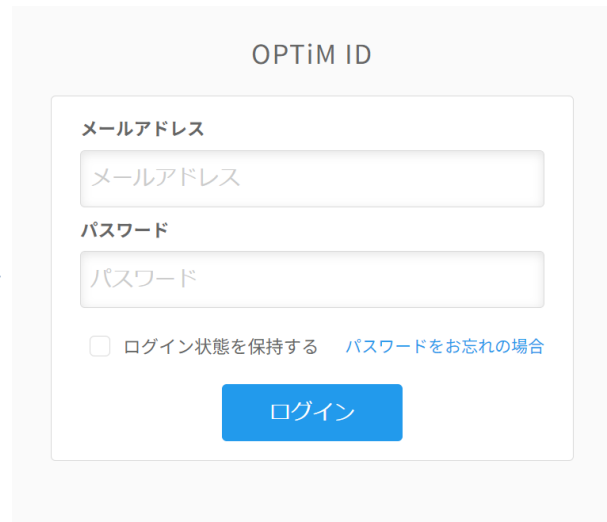 OPTiM ID
メールアドレス
メールアドレス
パスワード
パスワード
ログイン状態を保持する パスワードをお忘れの場合
ログイン